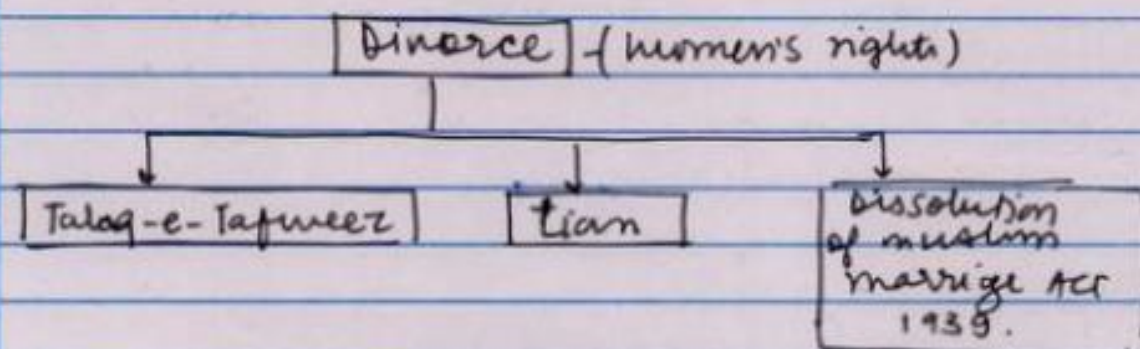 Divorce - (women's rights)
Talaq-e-Tafweez
Lian
Dissolution
of muslim
marrige Act
1939.